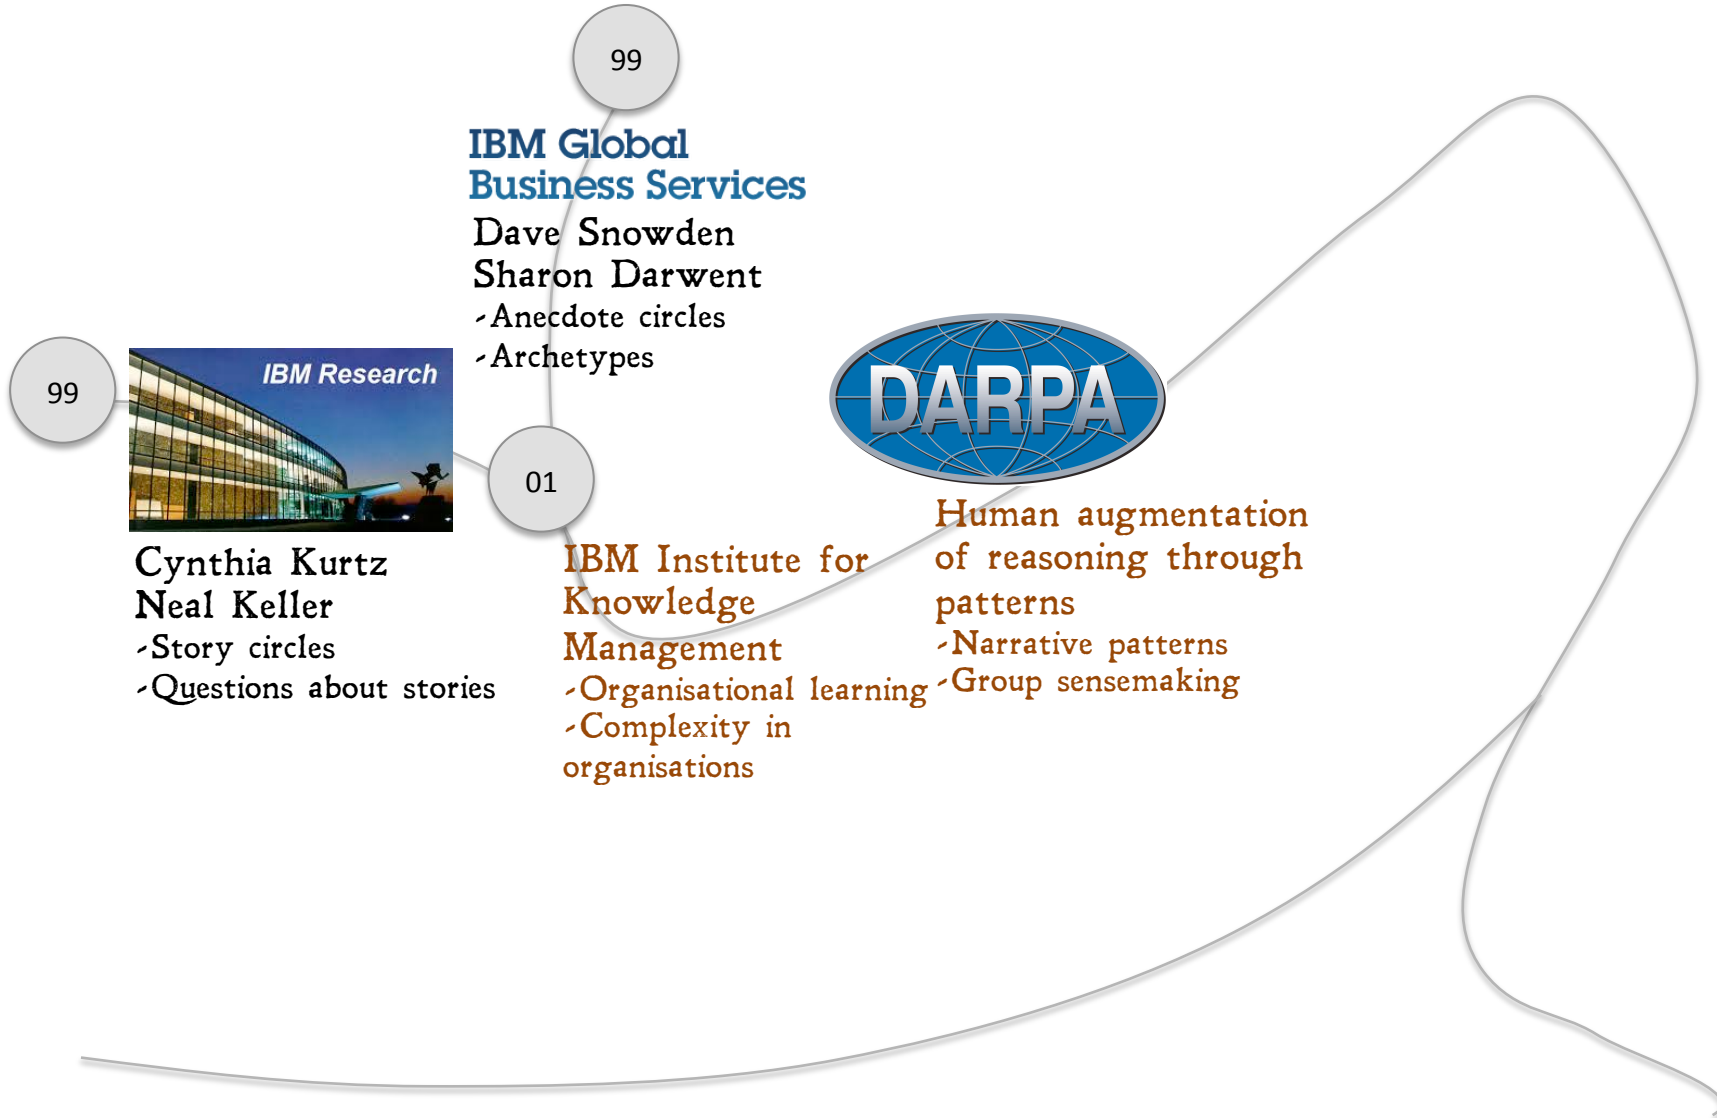 99
IBM Global
Business Services
Dave Snowden
Sharon Darwent
-Anecdote circles
-Archetypes
99
IBM Research
Cynthia Kurtz
Neal Keller
-Story circles
-Questions about stories
01
IBM Institute for
Knowledge
Management
-Organisational learning
-Complexity in
organisations
DARPA
Human augmentation
of reasoning through
patterns
-Narrative patterns
-Group sensemaking